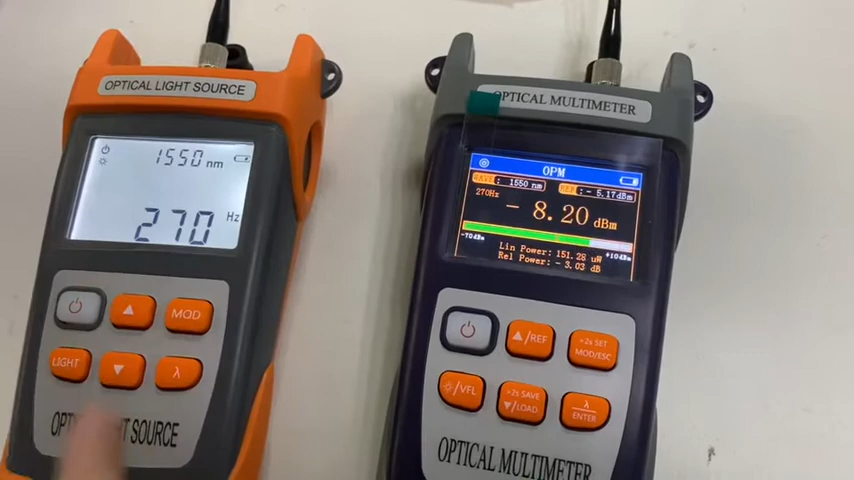 OPTICAL LIGHT SOURCE
1550 nm
270 Hz
MOD
LIGHT
λ
LIGHT SOURCE
OPTICAL MULTIMETER
OPM
WAVE: 1550 nm
REF: - 5.17dBm
270Hz
- 8.20 dBm
-70dBm
+10dBm
Lin Power: 151.28 uW
Rel Power: - 3.03 dB
▲/REF
+2s SET
MOD/ESC
/VFL
+2s SAVE
▼/LOAD
λ
ENTER
OPTICAL MULTIMETER